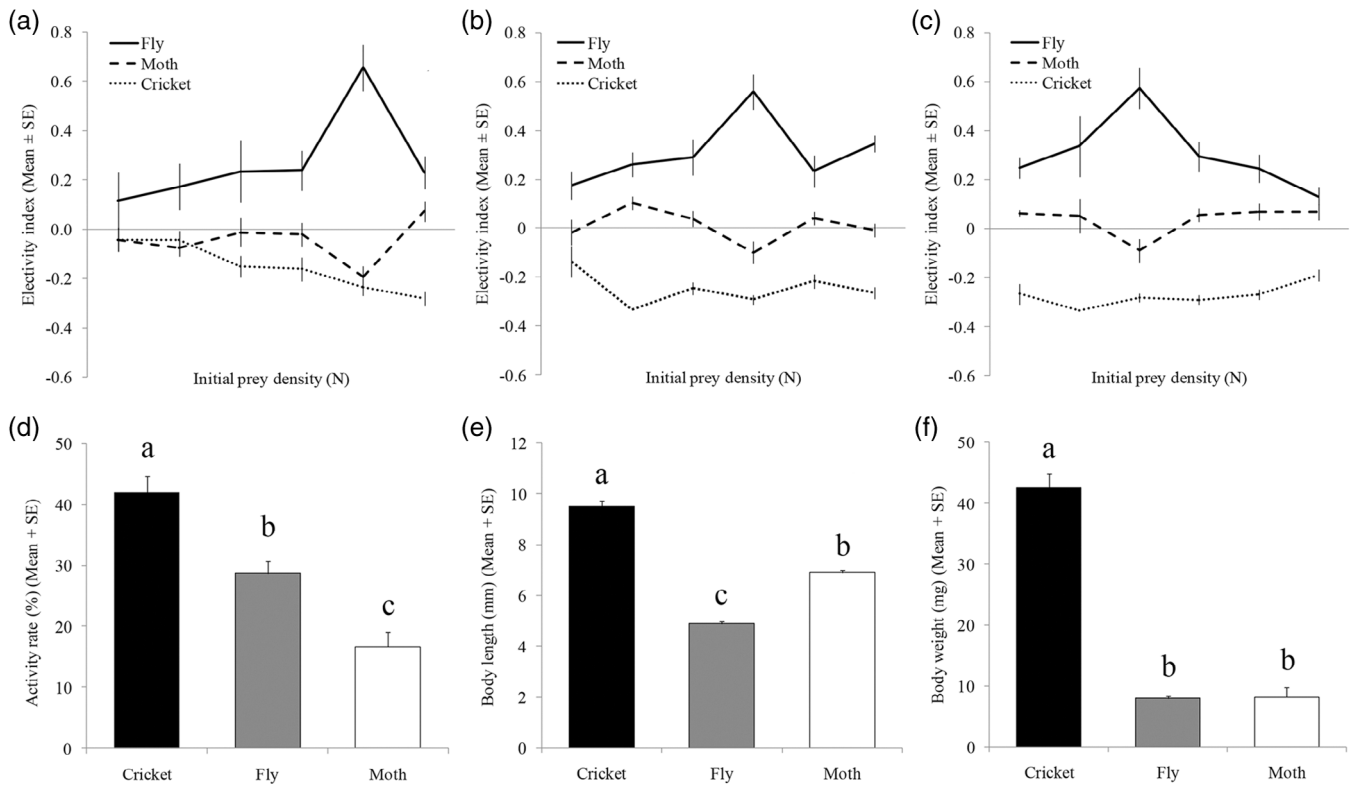 (a)
Electivity index (Mean ± SE)
0.8
0.6
0.4
0.2
0.0
-0.2
-0.4
-0.6
Fly
Moth
Cricket
Initial prey density (N)
(b)
Electivity index (Mean ± SE)
0.8
0.6
0.4
0.2
0
-0.2
-0.4
-0.6
Fly
Moth
Cricket
Initial prey density (N)
(c)
Electivity index (Mean ± SE)
0.8
0.6
0.4
0.2
0
-0.2
-0.4
-0.6
Fly
Moth
Cricket
Initial prey density (N)
(d)
Activity rate (%) (Mean + SE)
50
40
30
20
10
0
a
b
c
Cricket Fly Moth
(e)
Body length (mm) (Mean + SE)
12
10
8
6
4
2
0
a
c
b
Cricket Fly Moth
(f)
Body weight (mg) (Mean + SE)
50
40
30
20
10
0
a
b
b
Cricket Fly Moth